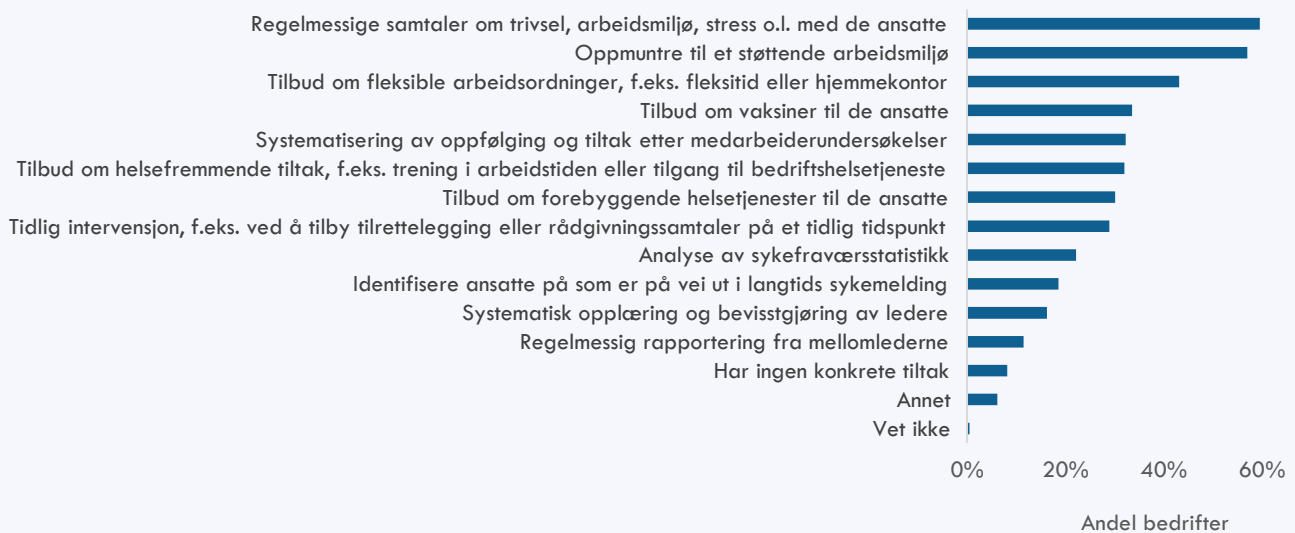 Regelmessige samtaler om trivsel, arbeidsmiljø, stress o.l. med de ansatte
Oppmuntre til et støttende arbeidsmiljø
Tilbud om fleksible arbeidsordninger, f.eks. fleksitid eller hjemmekontor
Tilbud om vaksiner til de ansatte
Systematisering av oppfølging og tiltak etter medarbeiderundersøkelser
Tilbud om helsefremmende tiltak, f.eks. trening i arbeidstiden eller tilgang til bedriftshelsetjeneste
Tilbud om forebyggende helsetjenester til de ansatte
Tidlig intervensjon, f.eks. ved å tilby tilrettelegging eller rådgivningssamtaler på et tidlig tidspunkt
Analyse av sykefraværsstatistikk
Identifisere ansatte på som er på vei ut i langtids sykemelding
Systematisk opplæring og bevisstgjøring av ledere
Regelmessig rapportering fra mellomlederne
Har ingen konkrete tiltak
Annet
Vet ikke
0% 20% 40% 60%
Andel bedrifter